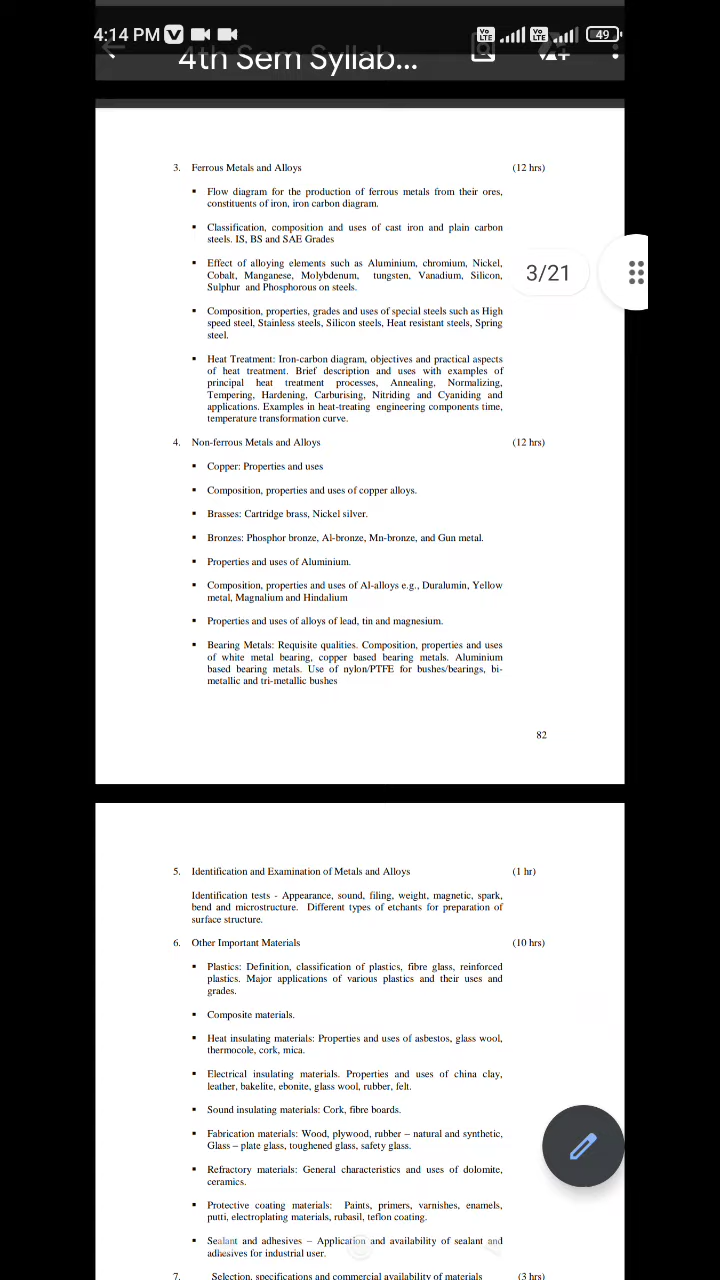 4:14 PM
Vo LTE
Vo LTE
49
4th Sem Syllab...
3. Ferrous Metals and Alloys (12 hrs)
▪ Flow diagram for the production of ferrous metals from their ores,
constituents of iron, iron carbon diagram.
▪ Classification, composition and uses of cast iron and plain carbon
steels. IS, BS and SAE Grades
▪ Effect of alloying elements such as Aluminium, chromium, Nickel,
Cobalt, Manganese, Molybdenum, tungsten, Vanadium, Silicon,
Sulphur and Phosphorous on steels.
3/21
▪ Composition, properties, grades and uses of special steels such as High
speed steel, Stainless steels, Silicon steels, Heat resistant steels, Spring
steel.
▪ Heat Treatment: Iron-carbon diagram, objectives and practical aspects
of heat treatment. Brief description and uses with examples of
principal heat treatment processes, Annealing, Normalizing,
Tempering, Hardening, Carburising, Nitriding and Cyaniding and
applications. Examples in heat-treating engineering components time,
temperature transformation curve.
4. Non-ferrous Metals and Alloys (12 hrs)
▪ Copper: Properties and uses
▪ Composition, properties and uses of copper alloys.
▪ Brasses: Cartridge brass, Nickel silver.
▪ Bronzes: Phosphor bronze, Al-bronze, Mn-bronze, and Gun metal.
▪ Properties and uses of Aluminium.
▪ Composition, properties and uses of Al-alloys e.g., Duralumin, Yellow
metal, Magnalium and Hindalium
▪ Properties and uses of alloys of lead, tin and magnesium.
▪ Bearing Metals: Requisite qualities. Composition, properties and uses
of white metal bearing, copper based bearing metals. Aluminium
based bearing metals. Use of nylon/PTFE for bushes/bearings, bi-
metallic and tri-metallic bushes
82
5. Identification and Examination of Metals and Alloys (1 hr)
Identification tests - Appearance, sound, filing, weight, magnetic, spark,
bend and microstructure. Different types of etchants for preparation of
surface structure.
6. Other Important Materials (10 hrs)
▪ Plastics: Definition, classification of plastics, fibre glass, reinforced
plastics. Major applications of various plastics and their uses and
grades.
▪ Composite materials.
▪ Heat insulating materials: Properties and uses of asbestos, glass wool,
thermocole, cork, mica.
▪ Electrical insulating materials. Properties and uses of china clay,
leather, bakelite, ebonite, glass wool, rubber, felt.
▪ Sound insulating materials: Cork, fibre boards.
▪ Fabrication materials: Wood, plywood, rubber – natural and synthetic,
Glass – plate glass, toughened glass, safety glass.
▪ Refractory materials: General characteristics and uses of dolomite,
ceramics.
▪ Protective coating materials: Paints, primers, varnishes, enamels,
putti, electroplating materials, rubasil, teflon coating.
▪ Sealant and adhesives – Application and availability of sealant and
adhesives for industrial user.
7. Selection, specifications and commercial availability of materials (3 hrs)